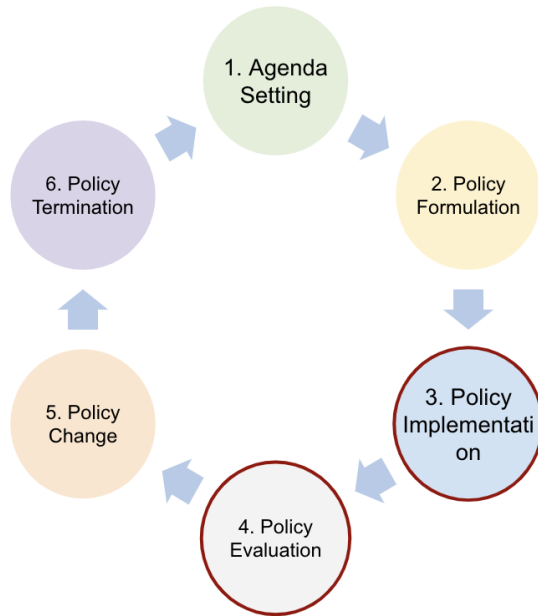 1. Agenda
Setting
2. Policy
Formulation
3. Policy
Implementati
on
4. Policy
Evaluation
5. Policy
Change
6. Policy
Termination